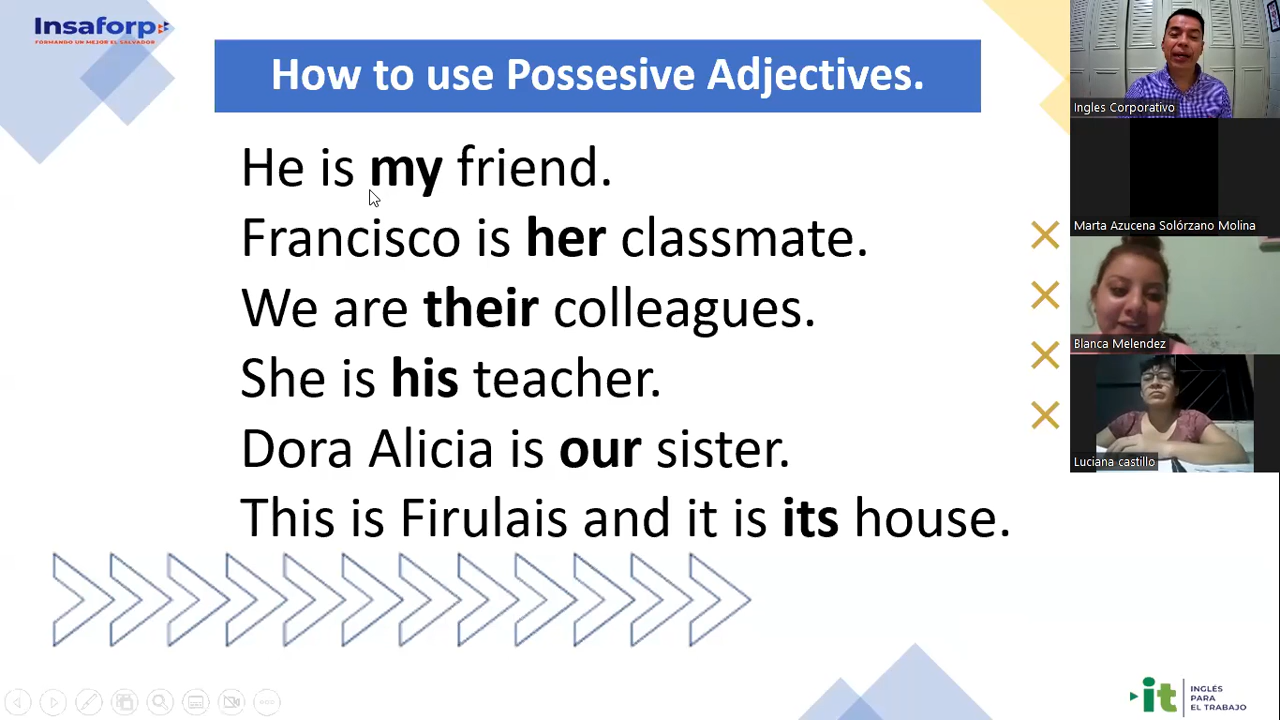 Insaforp
FORMANDO UN MEJOR EL SALVADOR
How to use Possesive Adjectives.
He is my friend.
Francisco is her classmate.
We are their colleagues.
She is his teacher.
Dora Alicia is our sister.
This is Firulais and it is its house.
Ingles Corporativo
Marta Azucena Solórzano Molina
Blanca Melendez
Luciana castillo
it
INGLÉS
PARA
EL TRABAJO